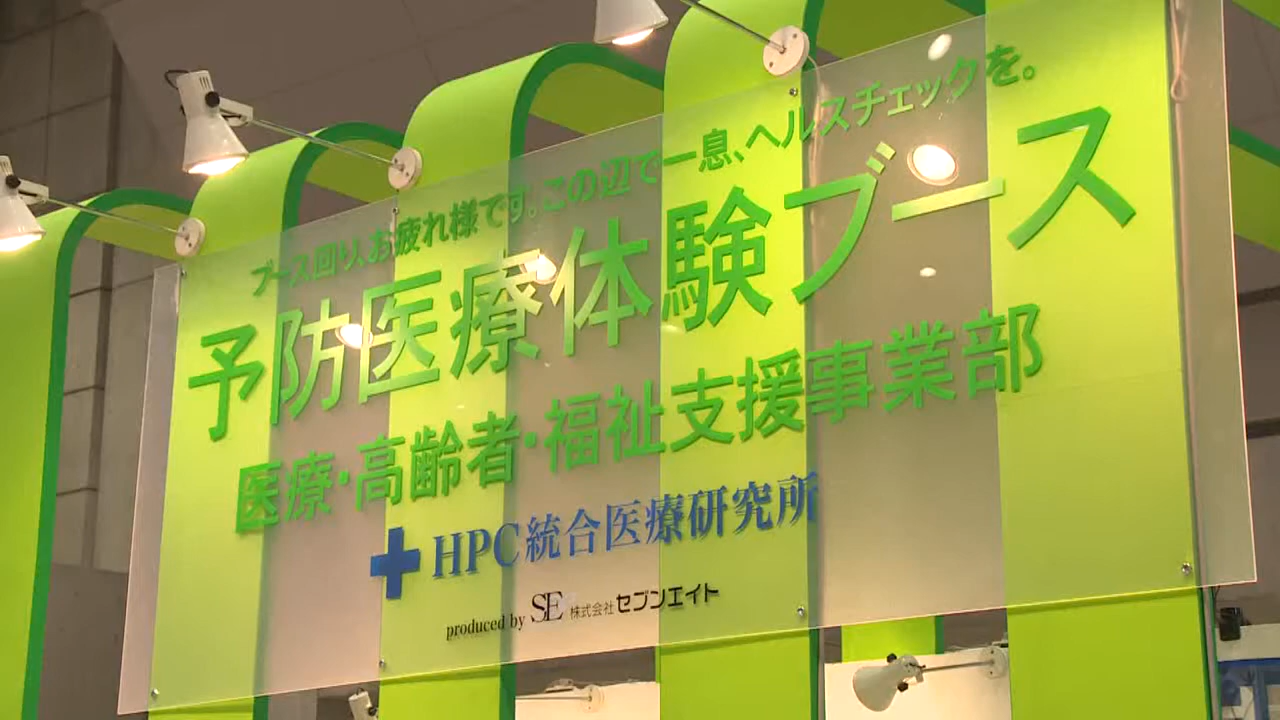 ブース回り、お疲れ様です。この辺で一息、ヘルスチェックを。
予防医療体験ブース
医療・高齢者・福祉支援事業部
HPC統合医療研究所
produced by SE 株式会社セブンエイト